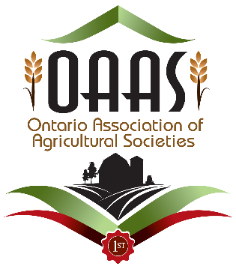 OAAS
Ontario Association of
Agricultural Societies
1ST